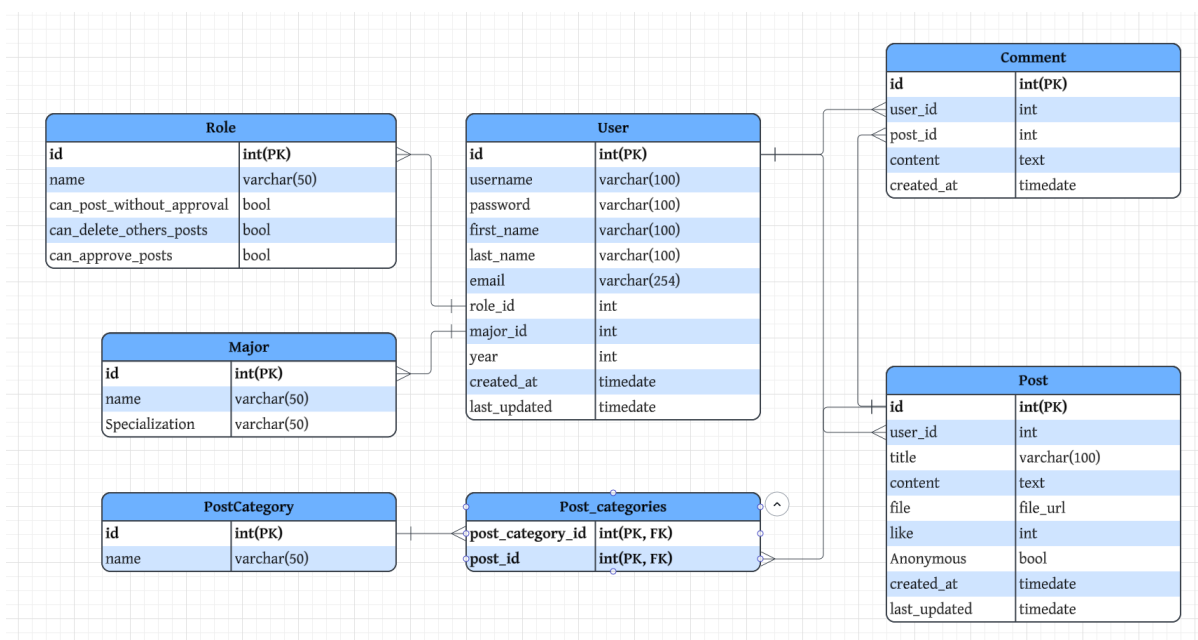 Role
id int(PK)
name varchar(50)
can_post_without_approval bool
can_delete_others_posts bool
can_approve_posts bool
Major
id int(PK)
name varchar(50)
Specialization varchar(50)
PostCategory
id int(PK)
name varchar(50)
User
id int(PK)
username varchar(100)
password varchar(100)
first_name varchar(100)
last_name varchar(100)
email varchar(254)
role_id int
major_id int
year int
created_at timedate
last_updated timedate
Post_categories
post_category_id int(PK, FK)
post_id int(PK, FK)
Comment
id int(PK)
user_id int
post_id int
content text
created_at timedate
Post
id int(PK)
user_id int
title varchar(100)
content text
file file_url
like int
Anonymous bool
created_at timedate
last_updated timedate